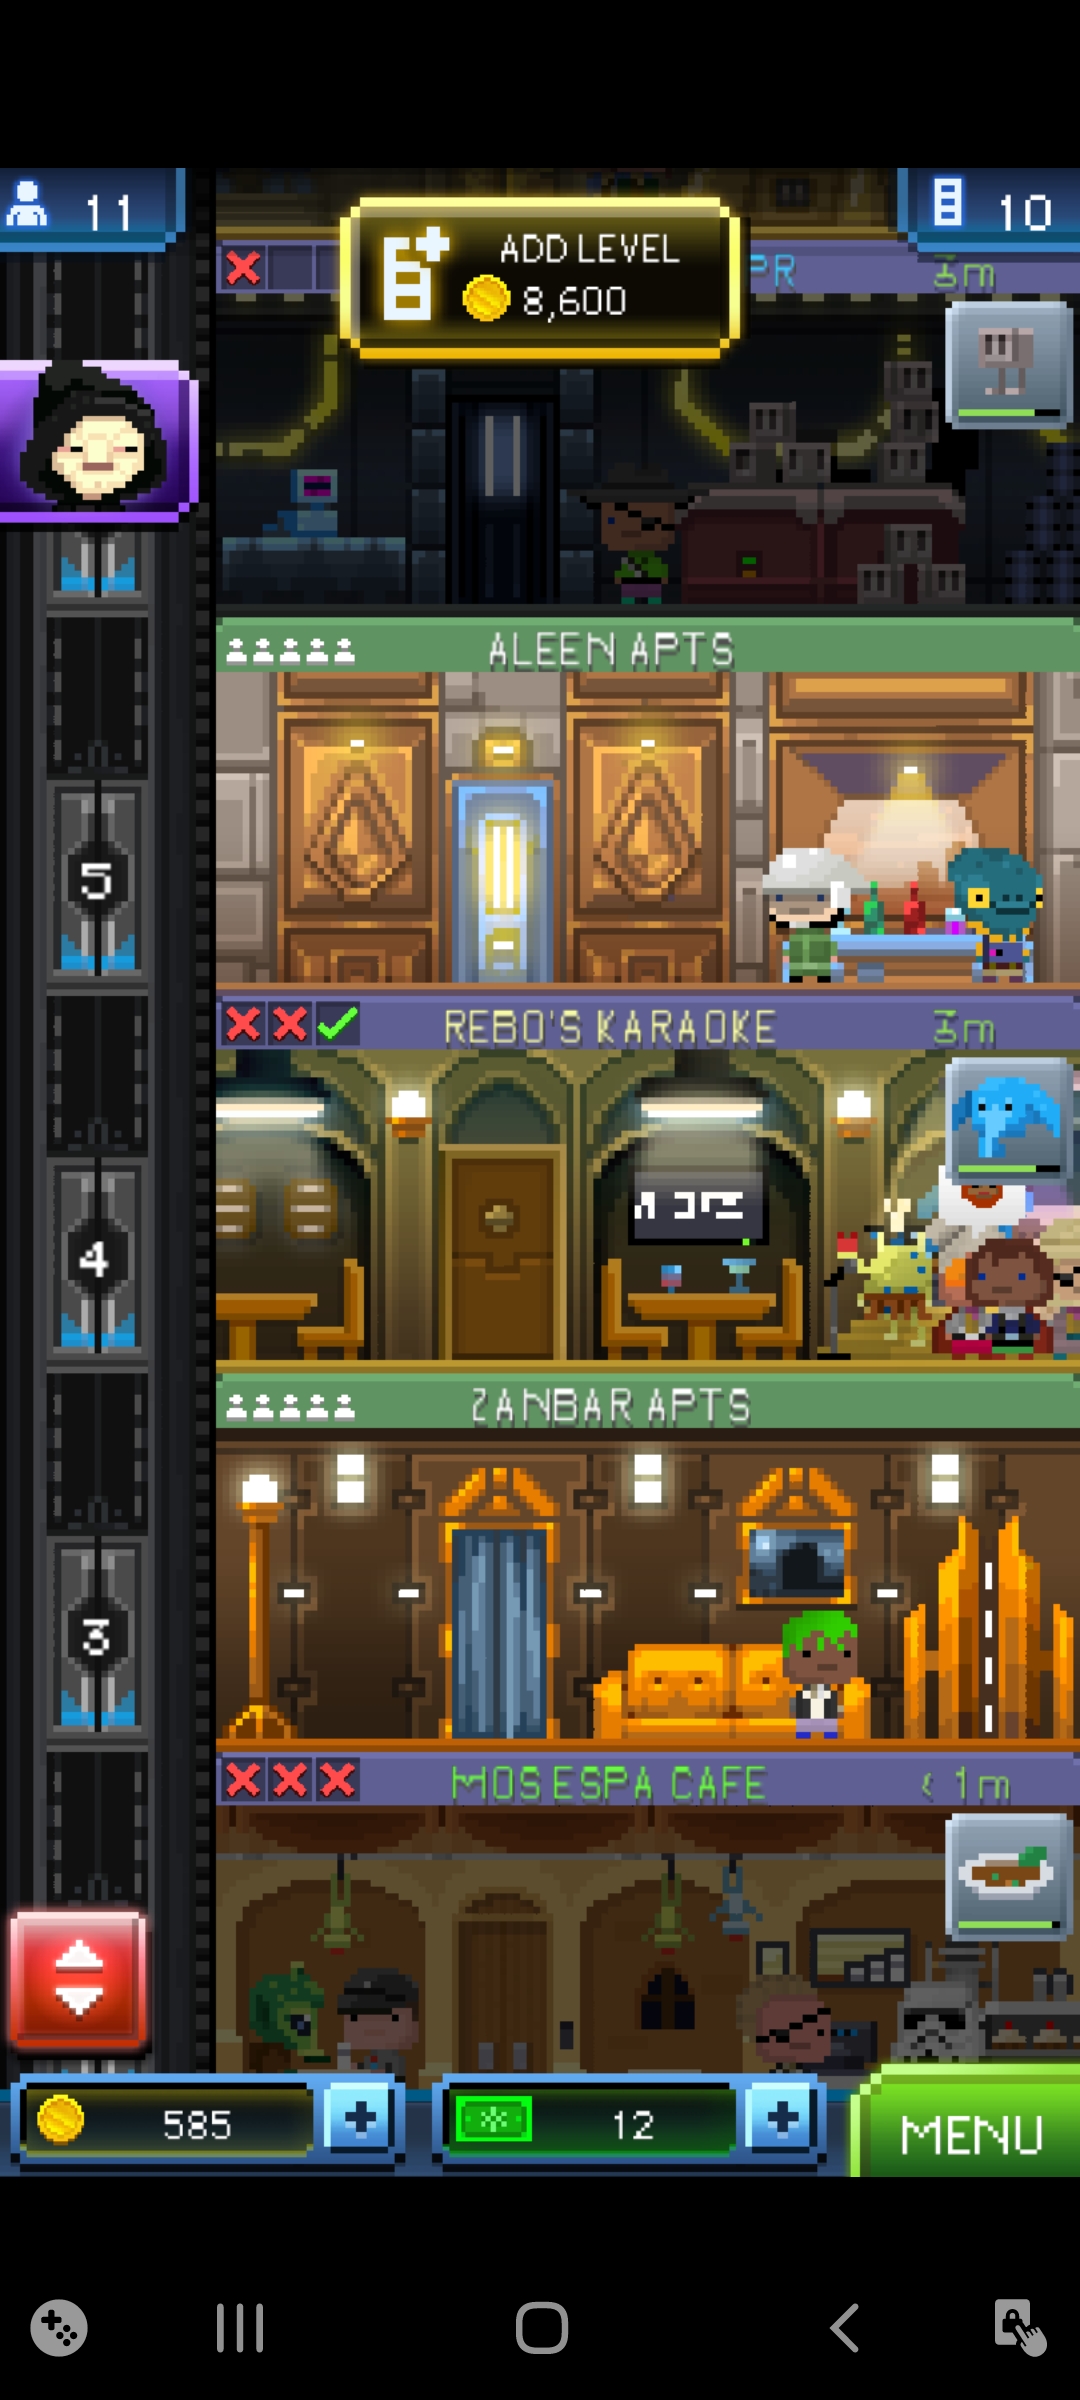 11
ADD LEVEL
8,600
10
PR
3m
ALEEN APTS
5
REBO'S KARAOKE
3m
4
ZANBAR APTS
3
MOS ESPA CAFE
< 1m
585
12
MENU